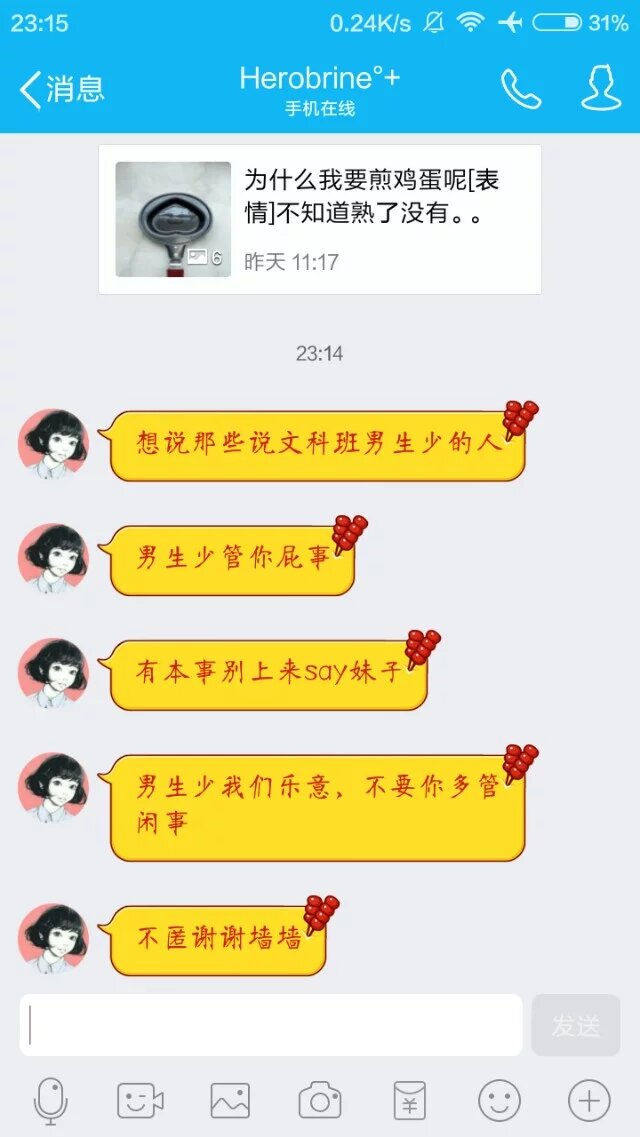 23:15
0.24K/s
31%
消息
Herobrine°+
手机在线
为什么我要煎鸡蛋呢[表
情]不知道熟了没有。。
6
昨天 11:17
23:14
想说那些说文科班男生少的人
男生少管你屁事
有本事别上来say妹子
男生少我们乐意，不要你多管
闲事
不匿谢谢墙墙
发送